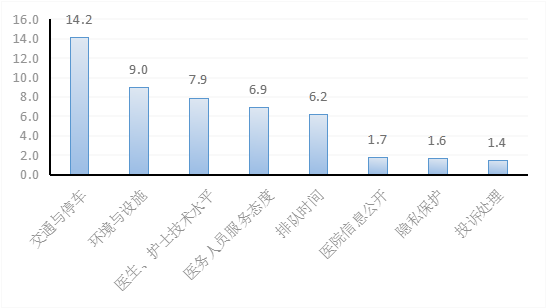 16.0
14.0
12.0
10.0
8.0
6.0
4.0
2.0
0.0
14.2
9.0
7.9
6.9
6.2
1.7
1.6
1.4
交通与停车
环境与设施
医生、护士技术水平
医务人员服务态度
排队时间
医院信息公开
隐私保护
投诉处理